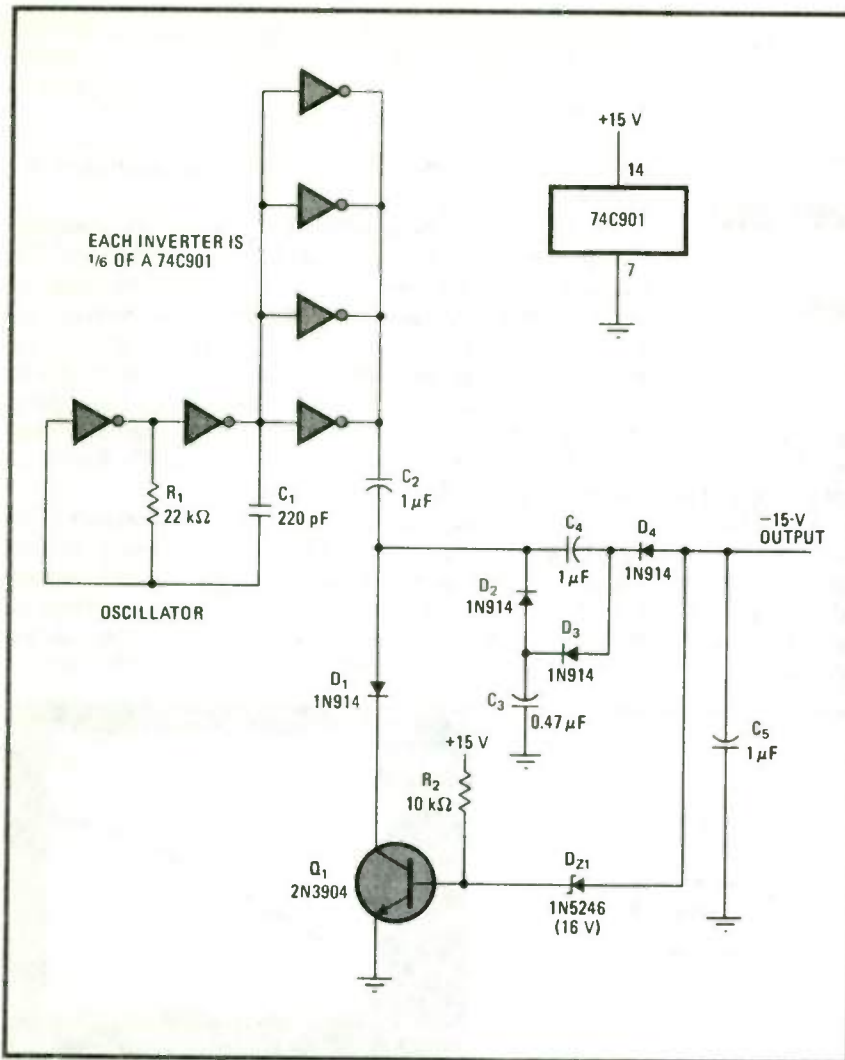 +15 V
14
74C901
7
EACH INVERTER IS
1/6 OF A 74C901
R1
22 kΩ
C1
220 pF
OSCILLATOR
C2
1 µF
C4
1 µF
D4
1N914
–15-V
OUTPUT
D2
1N914
D3
1N914
C3
0.47 µF
D1
1N914
+15 V
R2
10 kΩ
C5
1 µF
Q1
2N3904
DZ1
1N5246
(16 V)